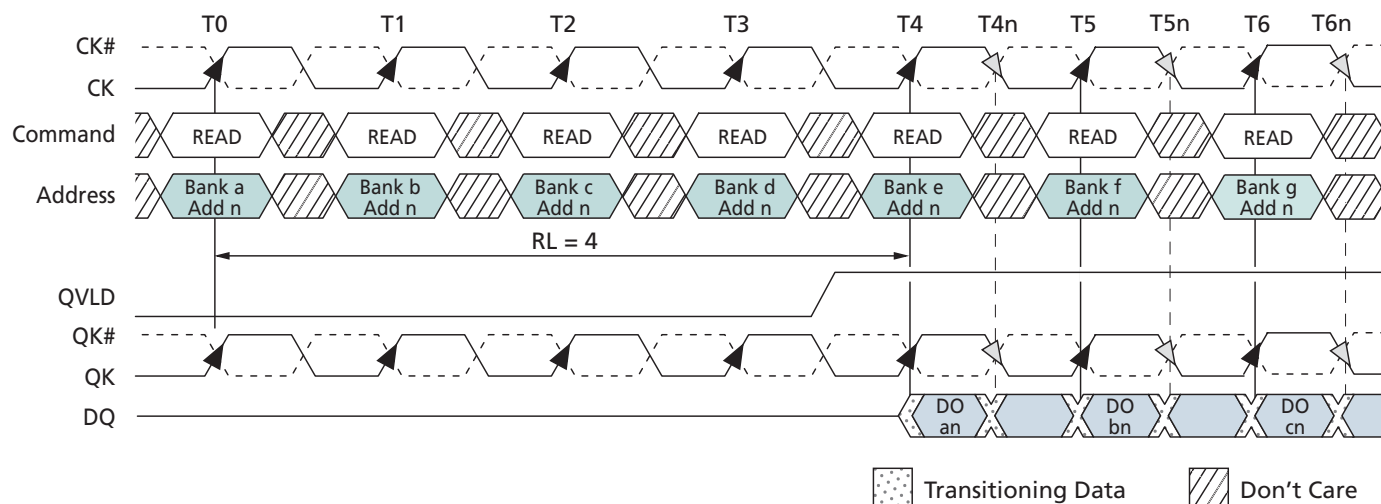 T0 T1 T2 T3 T4 T4n T5 T5n T6 T6n
CK#
CK
Command READ READ READ READ READ READ READ
Address Bank a Add n Bank b Add n Bank c Add n Bank d Add n Bank e Add n Bank f Add n Bank g Add n
RL = 4
QVLD
QK#
QK
DQ DO an DO bn DO cn
Transitioning Data Don't Care